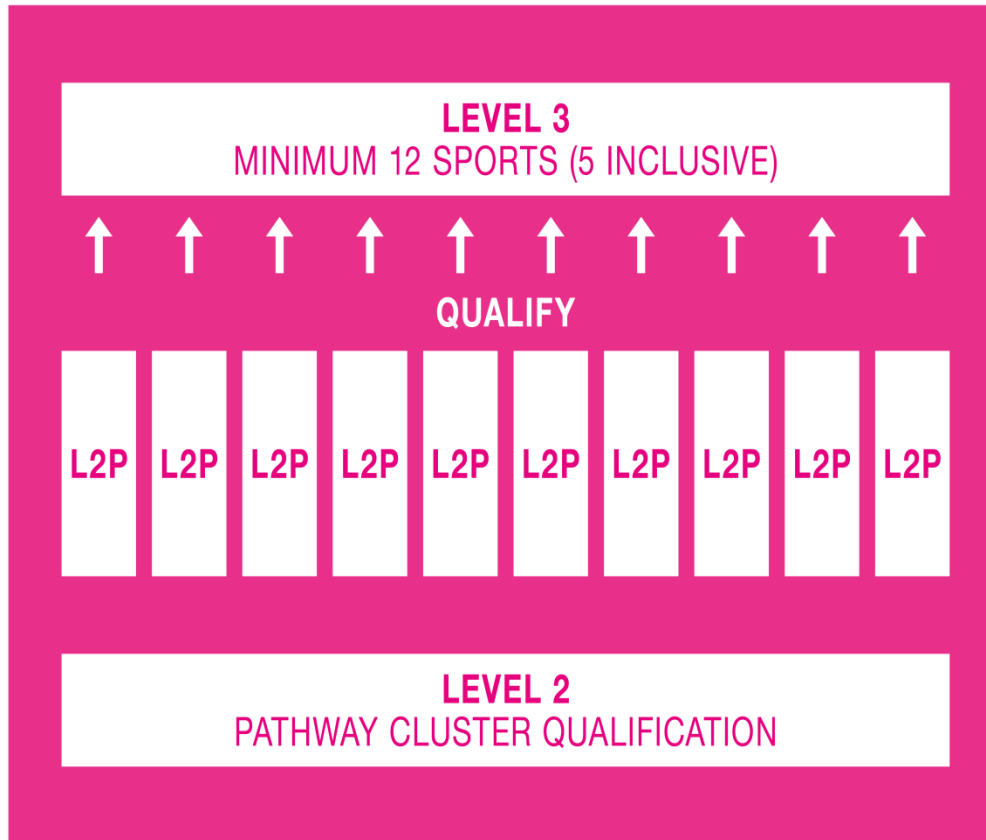 LEVEL 3
MINIMUM 12 SPORTS (5 INCLUSIVE)
QUALIFY
L2P L2P L2P L2P L2P L2P L2P L2P L2P L2P
LEVEL 2
PATHWAY CLUSTER QUALIFICATION